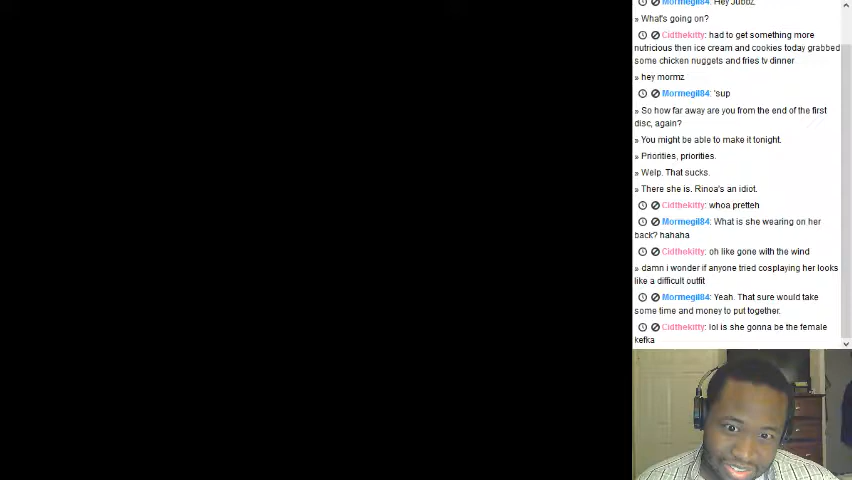 Mormegil84: Hey Juboz.
» What's going on?
Cidthekitty: had to get something more
nutricious then ice cream and cookies today grabbed
some chicken nuggets and fries tv dinner
» hey mormz
Mormegil84: 'sup
» So how far away are you from the end of the first
disc, again?
» You might be able to make it tonight.
» Priorities, priorities.
» Welp. That sucks.
» There she is. Rinoa's an idiot.
Cidthekitty: whoa pretteh
Mormegil84: What is she wearing on her
back? hahaha
Cidthekitty: oh like gone with the wind
» damn i wonder if anyone tried cosplaying her looks
like a difficult outfit
Mormegil84: Yeah. That sure would take
some time and money to put together.
Cidthekitty: lol is she gonna be the female
kefka